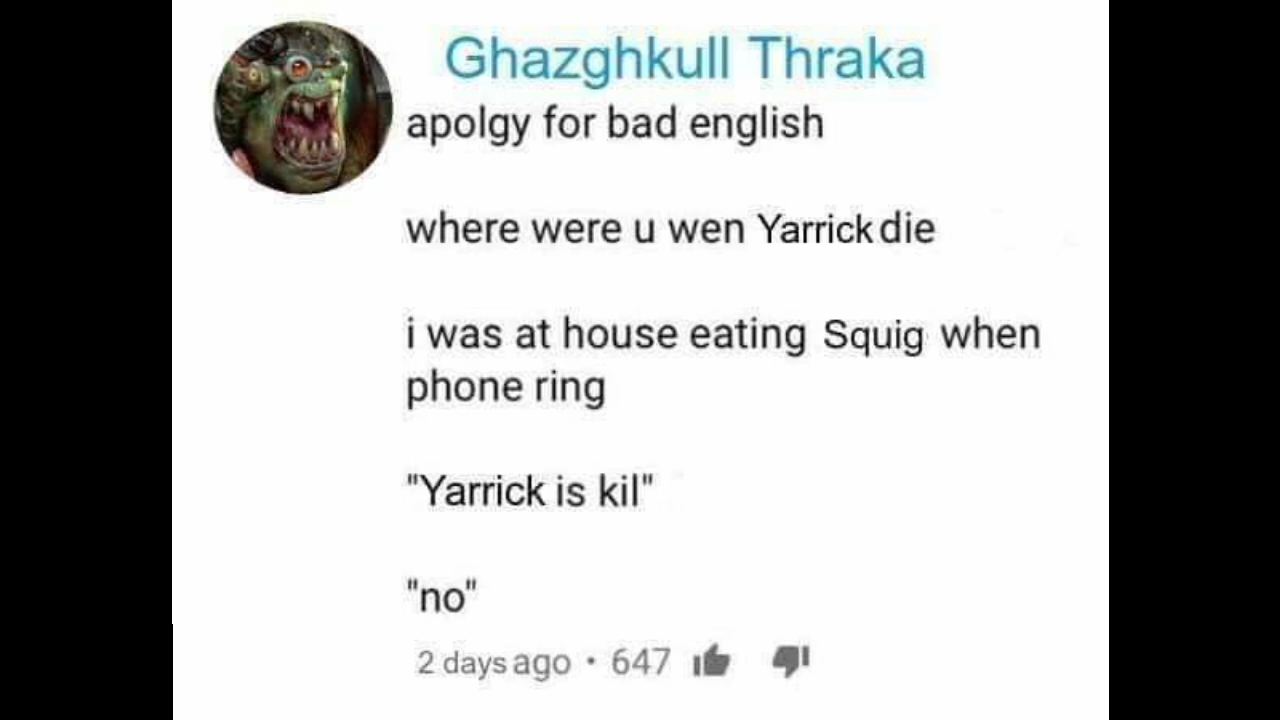 Ghazghkull Thraka
apolgy for bad english
where were u wen Yarrick die
i was at house eating Squig when
phone ring
"Yarrick is kil"
"no"
2 days ago • 647